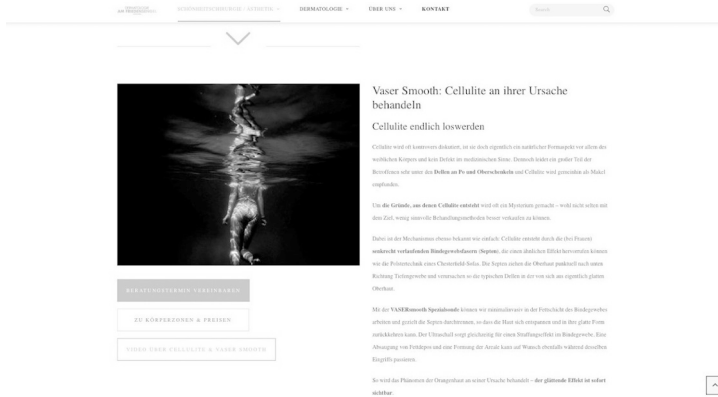 DERMATOLOGIE
ÜBER UNS
KONTAKT
Vaser Smooth: Cellulite an ihrer Ursache
behandeln
Cellulite endlich loswerden
Cellulite wird oft kontrovers diskutiert, ist sie doch eigentlich ein natürlicher Formaspekt vor allem des
weiblichen Körpers und kein Defekt im medizinischen Sinne. Dennoch leidet ein großer Teil der
Betroffenen sehr unter den Dellen an Po und Oberschenkeln und Cellulite wird gemeinhin als Makel
empfunden.
Um die Gründe, aus denen Cellulite entsteht wird oft ein Mysterium gemacht – wohl nicht selten mit
dem Ziel, wenig sinnvolle Behandlungsmethoden besser verkaufen zu können.
Dabei ist der Mechanismus ebenso bekannt wie einfach: Cellulite entsteht durch die (bei Frauen)
senkrecht verlaufenden Bindegewebsfasern (Septen), die einen ähnlichen Effekt hervorrufen können
wie die Polstertechnik eines Chesterfield-Sofas. Die Septen ziehen die Oberhaut punktuell nach unten
Richtung Tiefengewebe und verursachen so die typischen Dellen in der von sich aus eigentlich glatten
Oberhaut.
Mit der VASERsmooth Spezialsonde können wir minimalinvasiv in der Fettschicht des Bindegewebes
arbeiten und gezielt die Septen durchtrennen, so dass die Haut sich entspannen und in ihre glatte Form
zurückkehren kann. Der Ultraschall sorgt gleichzeitig für einen Straffungseffekt im Bindegewebe. Eine
Absaugung von Fettdepots und eine Formung der Areale kann auf Wunsch ebenfalls während desselben
Eingriffs passieren.
So wird das Phänomen der Orangenhaut an seiner Ursache behandelt – der glättende Effekt ist sofort
sichtbar.
BERATUNGSTERMIN VEREINBAREN
ZU KÖRPERZONEN & PREISEN
VIDEO ÜBER CELLULITE & VASER SMOOTH